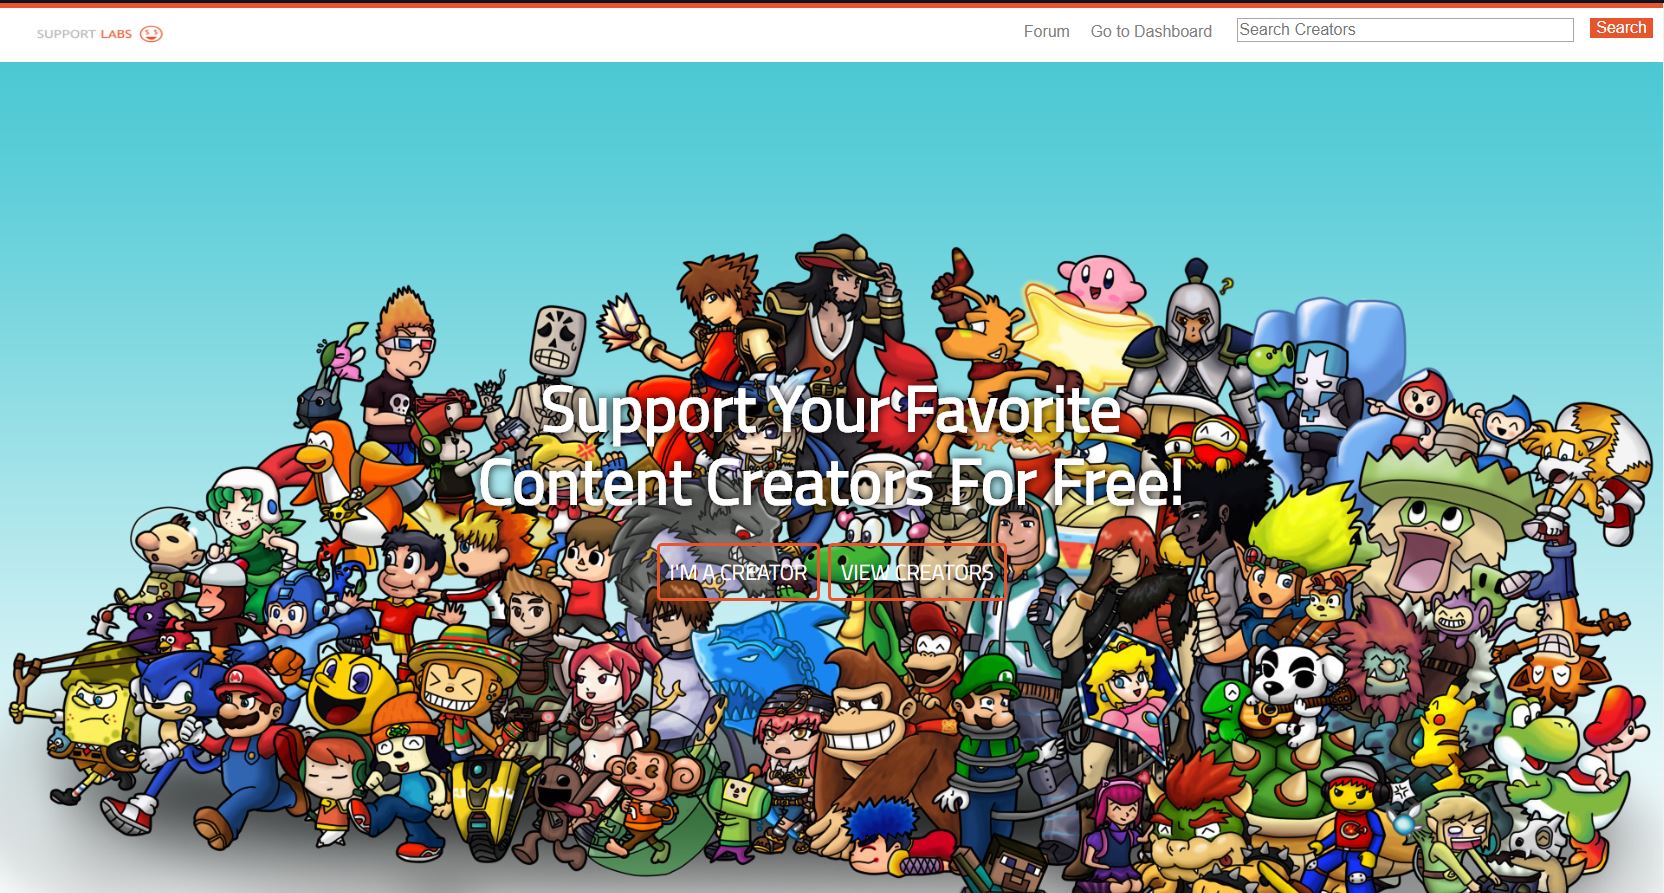 SUPPORT LABS
Forum
Go to Dashboard
Search Creators
Search
Support Your Favorite
Content Creators For Free!
I'M A CREATOR
VIEW CREATORS